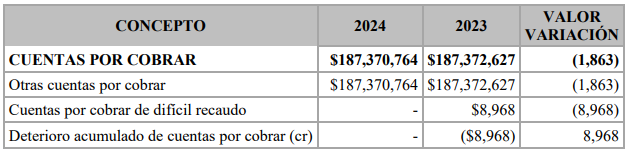 CONCEPTO 2024 2023 VALOR VARIACIÓN
CUENTAS POR COBRAR $187,370,764 $187,372,627 (1,863)
Otras cuentas por cobrar $187,370,764 $187,372,627 (1,863)
Cuentas por cobrar de difícil recaudo - $8,968 (8,968)
Deterioro acumulado de cuentas por cobrar (cr) - ($8,968) 8,968